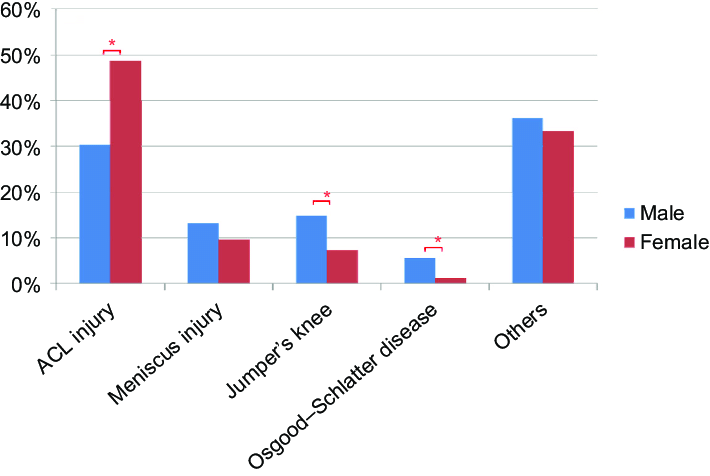 60%
50%
40%
30%
20%
10%
0%
*
*
*
ACL injury
Meniscus injury
Jumper's knee
Osgood–Schlatter disease
Others
Male
Female